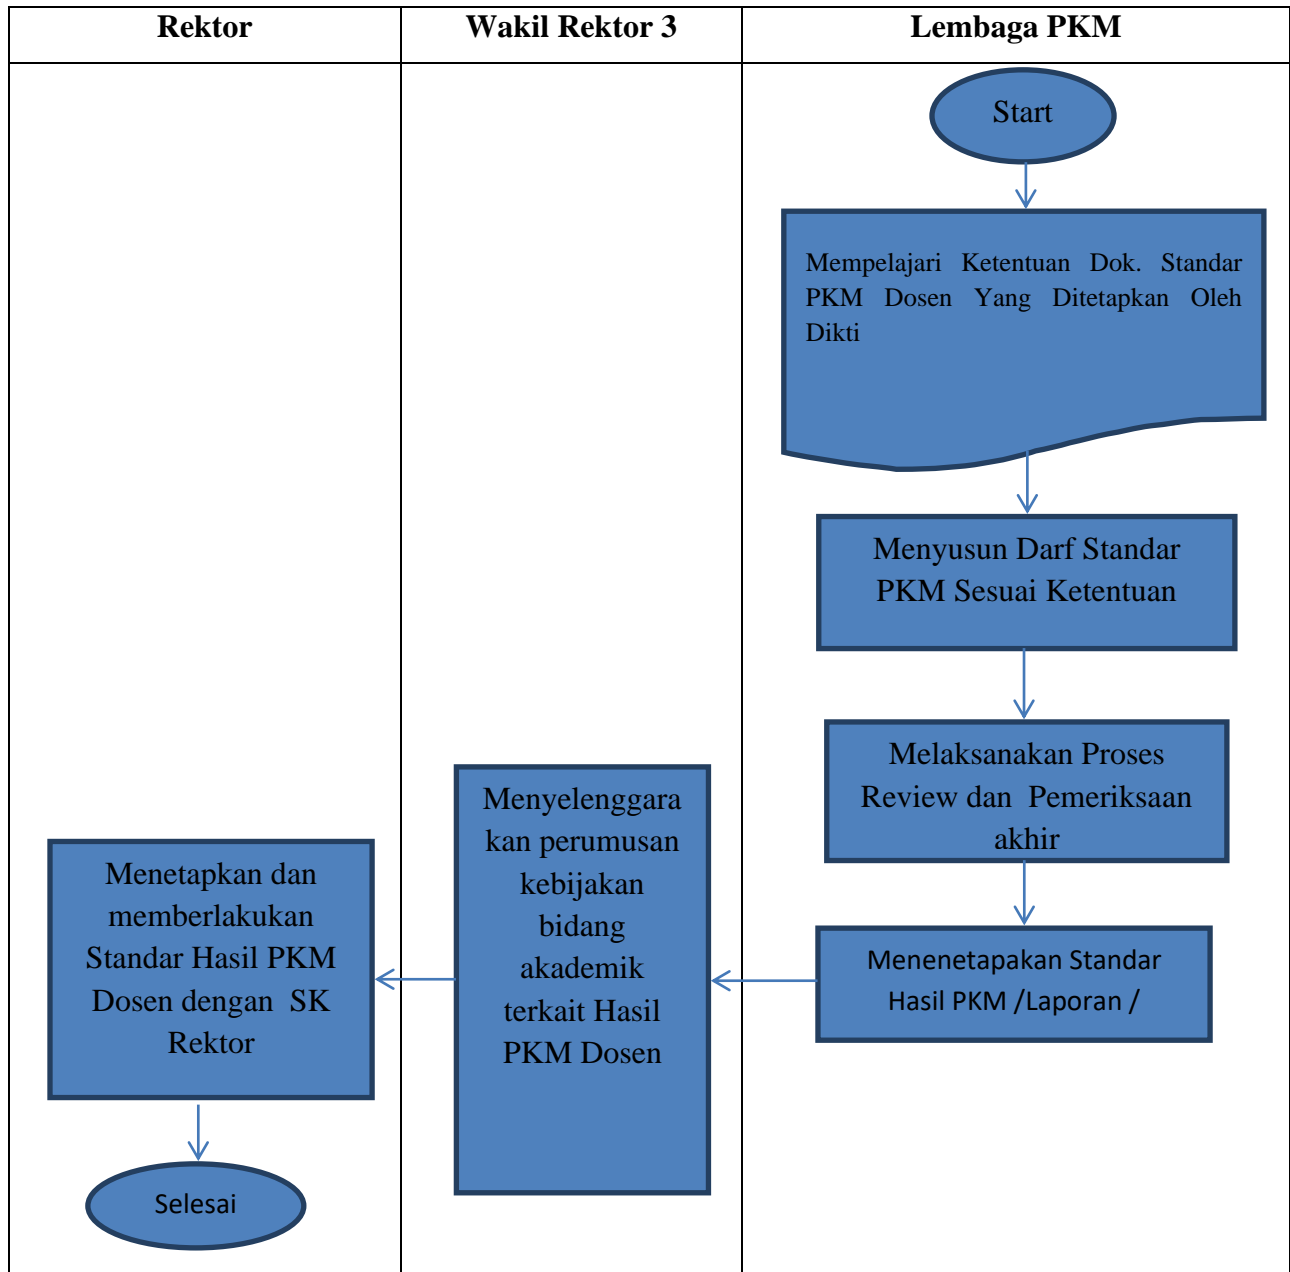 Rektor
Wakil Rektor 3
Lembaga PKM
Start
Mempelajari Ketentuan Dok. Standar
PKM Dosen Yang Ditetapkan Oleh
Dikti
Menyusun Darf Standar
PKM Sesuai Ketentuan
Melaksanakan Proses
Review dan Pemeriksaan
akhir
Menenetapakan Standar
Hasil PKM /Laporan /
Menyelenggara
kan perumusan
kebijakan
bidang
akademik
terkait Hasil
PKM Dosen
Menetapkan dan
memberlakukan
Standar Hasil PKM
Dosen dengan SK
Rektor
Selesai